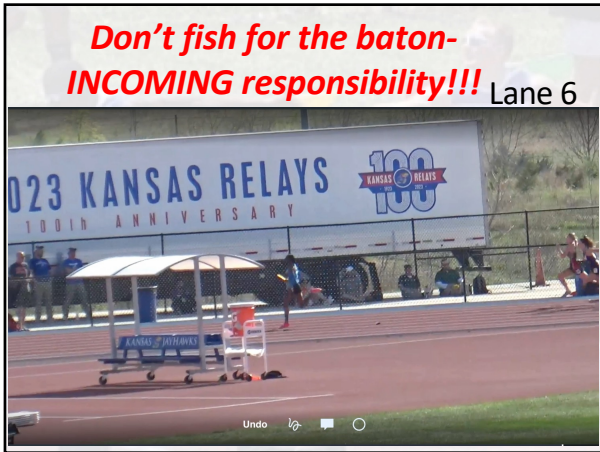 Don't fish for the baton-
INCOMING responsibility!!! Lane 6
023 KANSAS RELAYS
100th ANNIVERSARY
100
KANSAS RELAYS
KANSAS JAYHAWKS
Undo